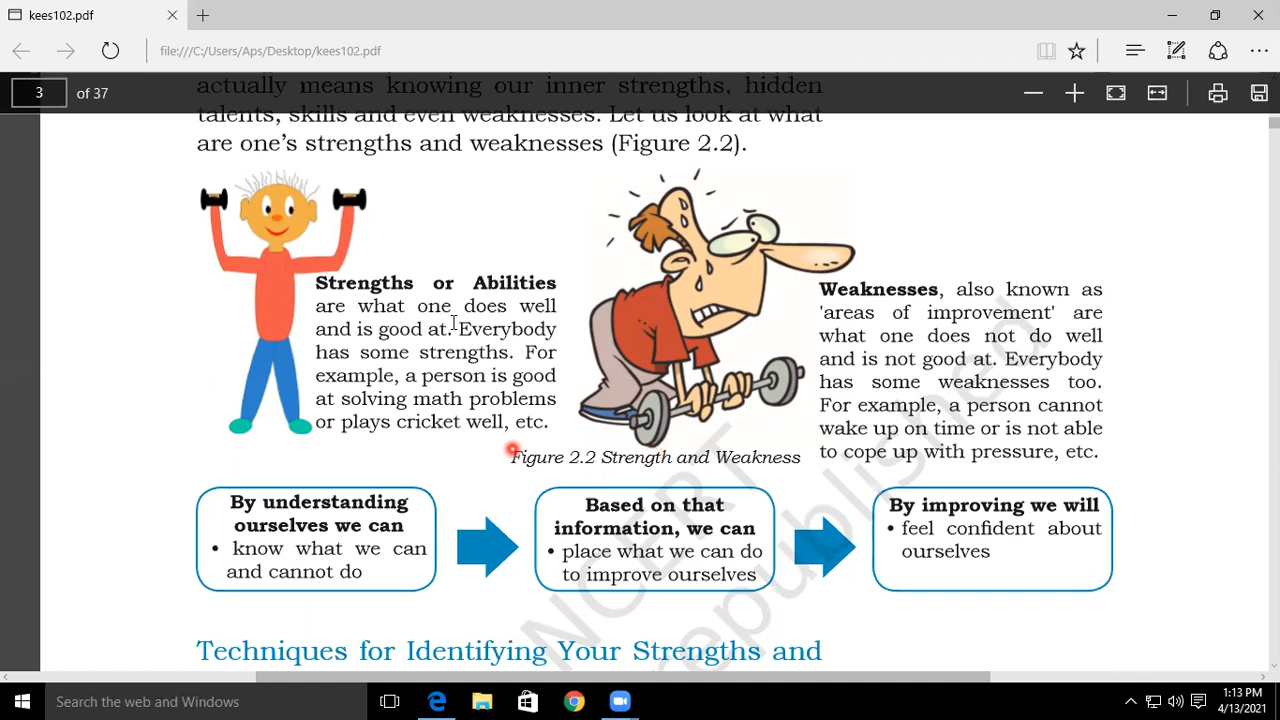 kees102.pdf
file:///C:/Users/Aps/Desktop/kees102.pdf
3 of 37
actually means knowing our inner strengths, hidden
talents, skills and even weaknesses. Let us look at what
are one's strengths and weaknesses (Figure 2.2).
Strengths or Abilities
are what one does well
and is good at. Everybody
has some strengths. For
example, a person is good
at solving math problems
or plays cricket well, etc.
Weaknesses, also known as
'areas of improvement' are
what one does not do well
and is not good at. Everybody
has some weaknesses too.
For example, a person cannot
wake up on time or is not able
to cope up with pressure, etc.
Figure 2.2 Strength and Weakness
By understanding
ourselves we can
• know what we can
and cannot do
Based on that
information, we can
• place what we can do
to improve ourselves
By improving we will
• feel confident about
ourselves
NCERT
republished
Techniques for Identifying Your Strengths and
Search the web and Windows
1:13 PM
4/13/2021